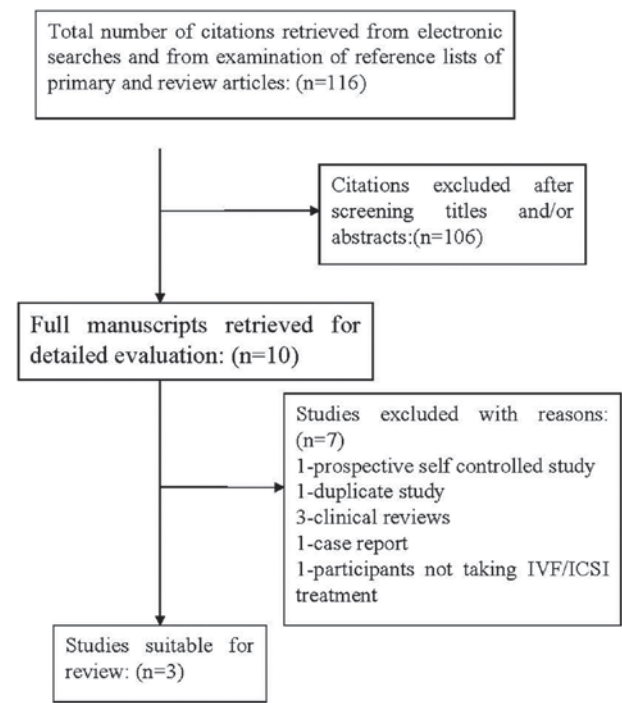 Total number of citations retrieved from electronic
searches and from examination of reference lists of
primary and review articles: (n=116)
Citations excluded after
screening titles and/or
abstracts:(n=106)
Full manuscripts retrieved for
detailed evaluation: (n=10)
Studies excluded with reasons:
(n=7)
1-prospective self controlled study
1-duplicate study
3-clinical reviews
1-case report
1-participants not taking IVF/ICSI
treatment
Studies suitable for
review: (n=3)